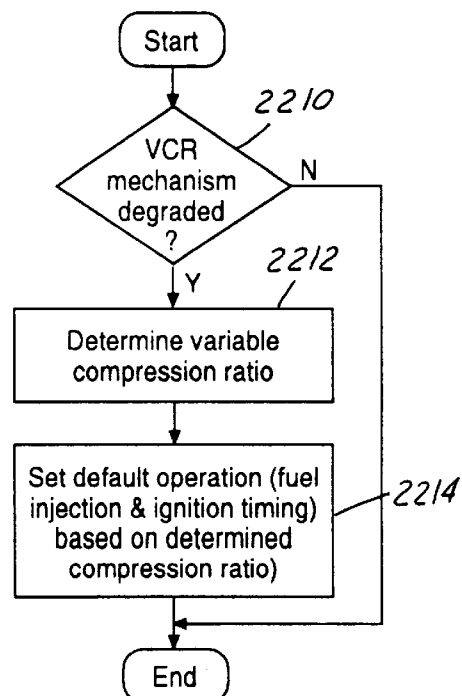 Start
2210
VCR
mechanism
degraded
?
N
Y
2212
Determine variable
compression ratio
Set default operation (fuel
injection & ignition timing)
based on determined
compression ratio)
2214
End